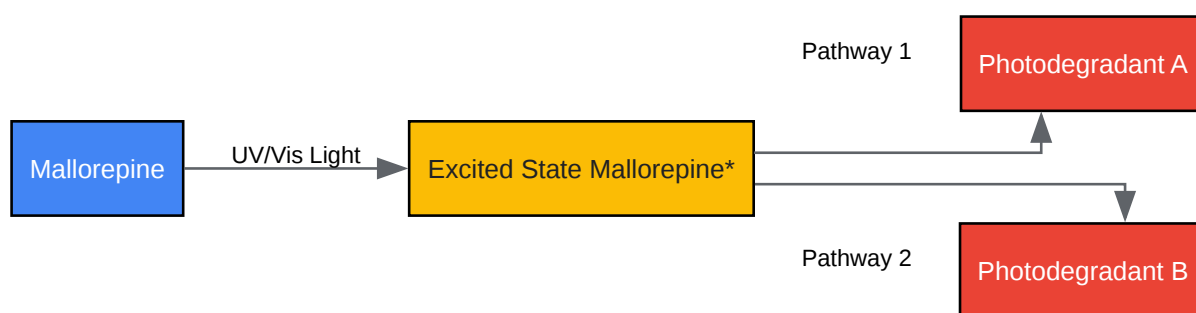 Pathway 1
Photodegradant A
Mallorepine
UV/Vis Light
Excited State Mallorepine*
Pathway 2
Photodegradant B